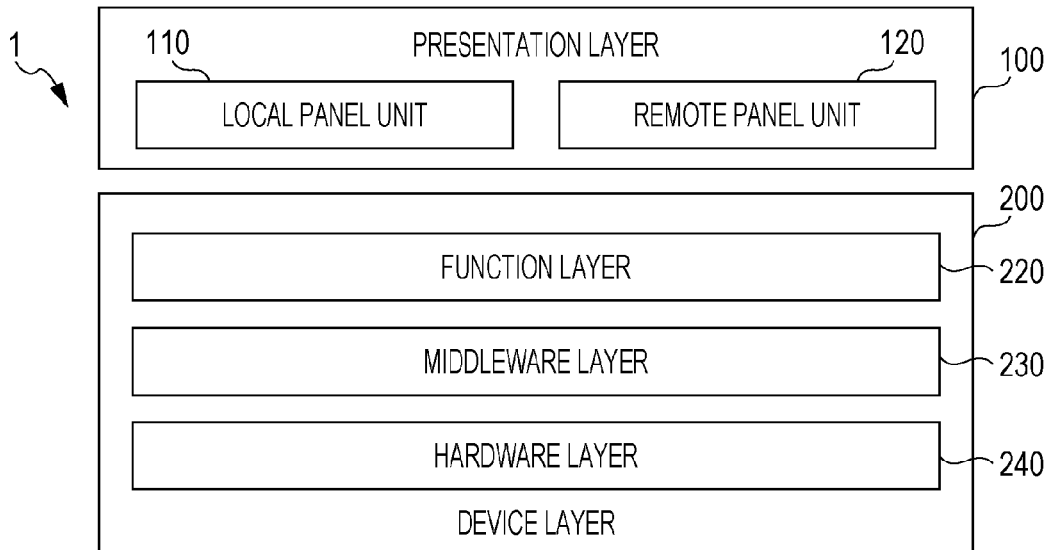 1
110
PRESENTATION LAYER
120
100
LOCAL PANEL UNIT
REMOTE PANEL UNIT
200
FUNCTION LAYER
220
MIDDLEWARE LAYER
230
HARDWARE LAYER
240
DEVICE LAYER